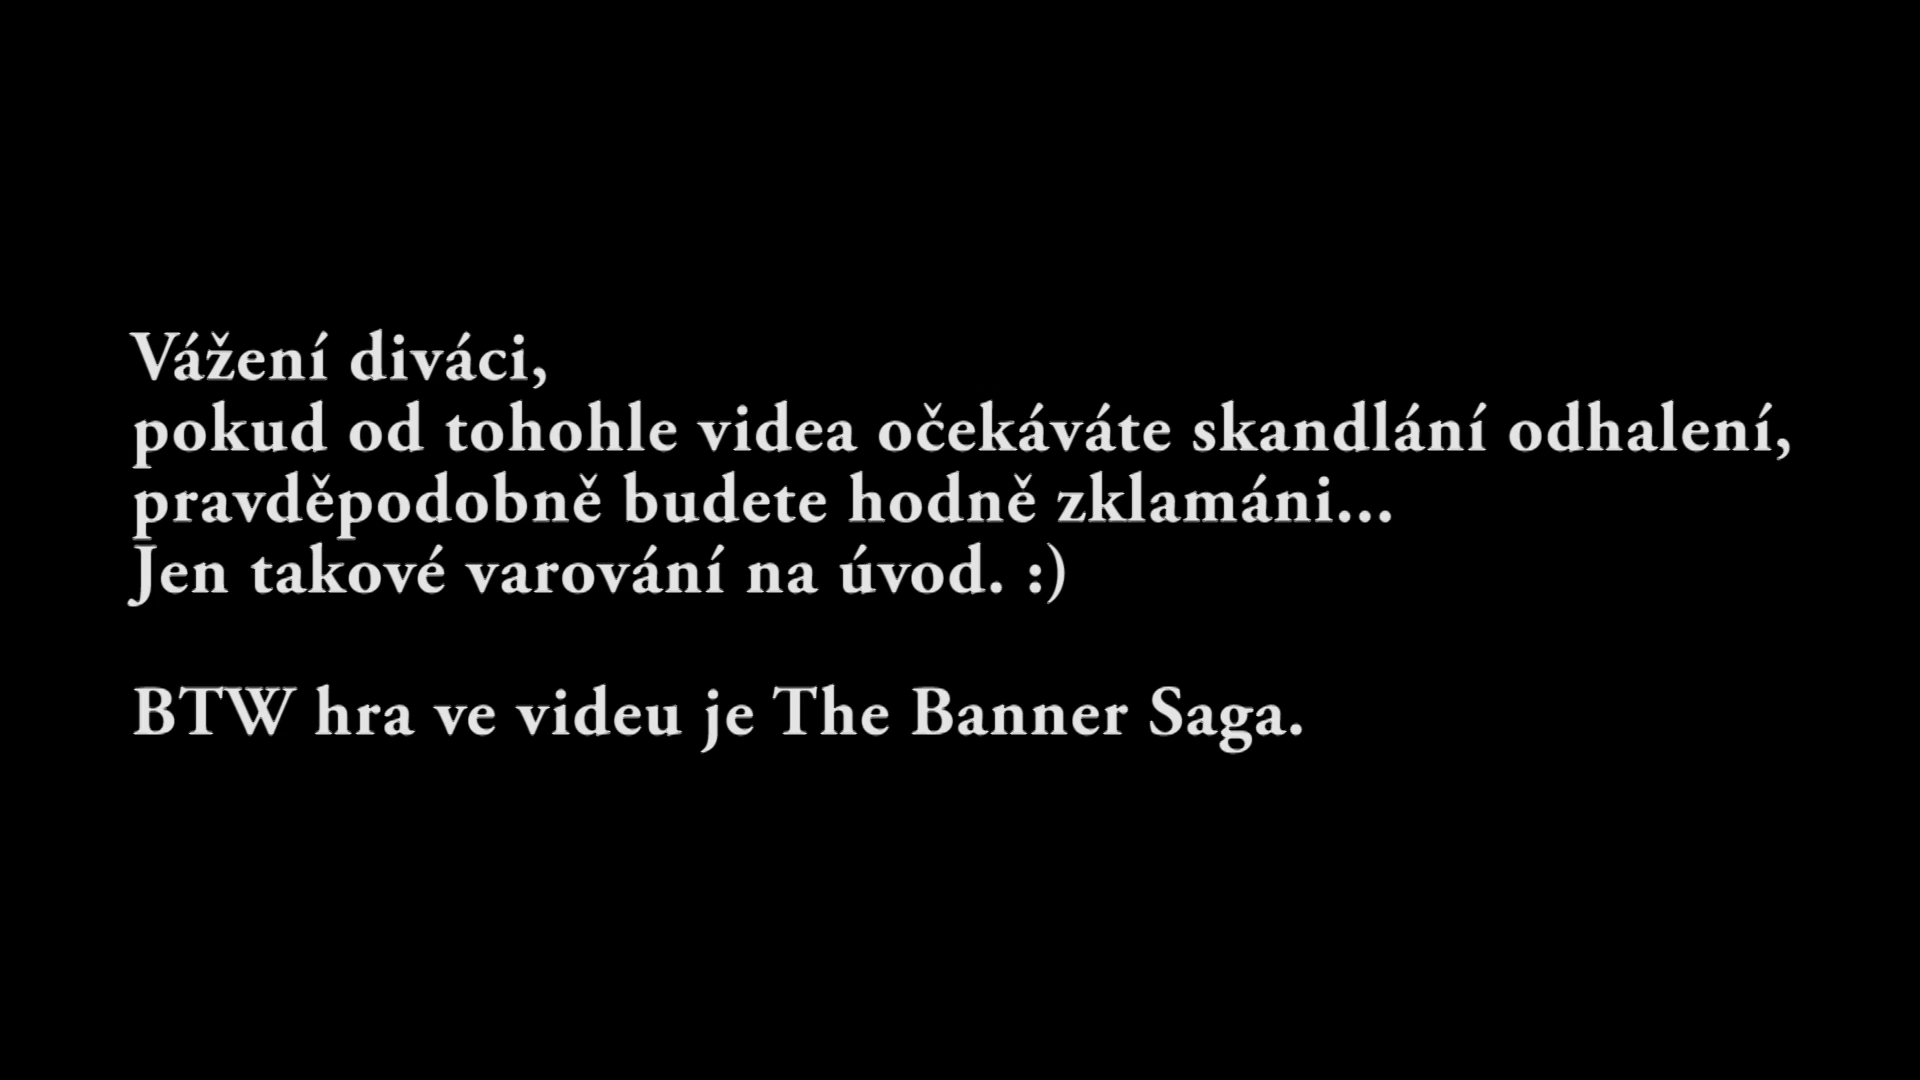 Vážení diváci,
pokud od tohohle videa očekáváte skandlání odhalení,
pravděpodobně budete hodně zklamáni...
Jen takové varování na úvod. :)
BTW hra ve videu je The Banner Saga.